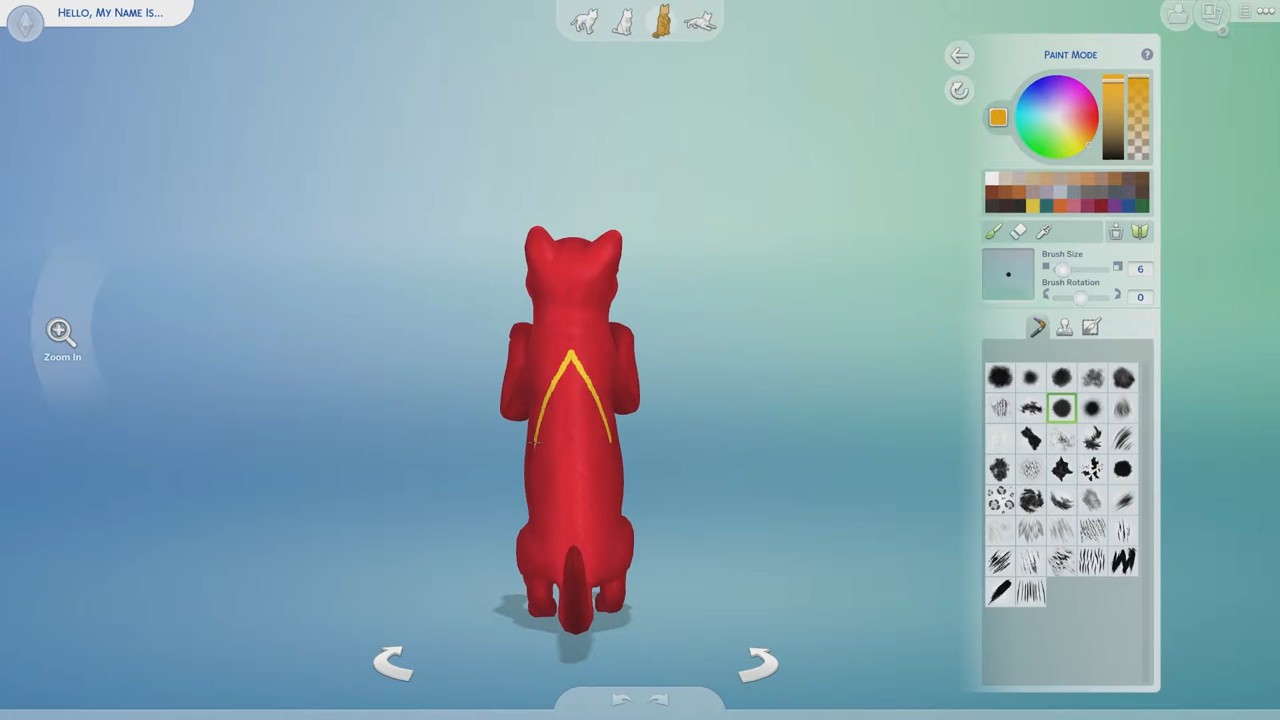 HELLO, MY NAME IS...
PAINT MODE
?
Brush Size
6
Brush Rotation
0
Zoom In